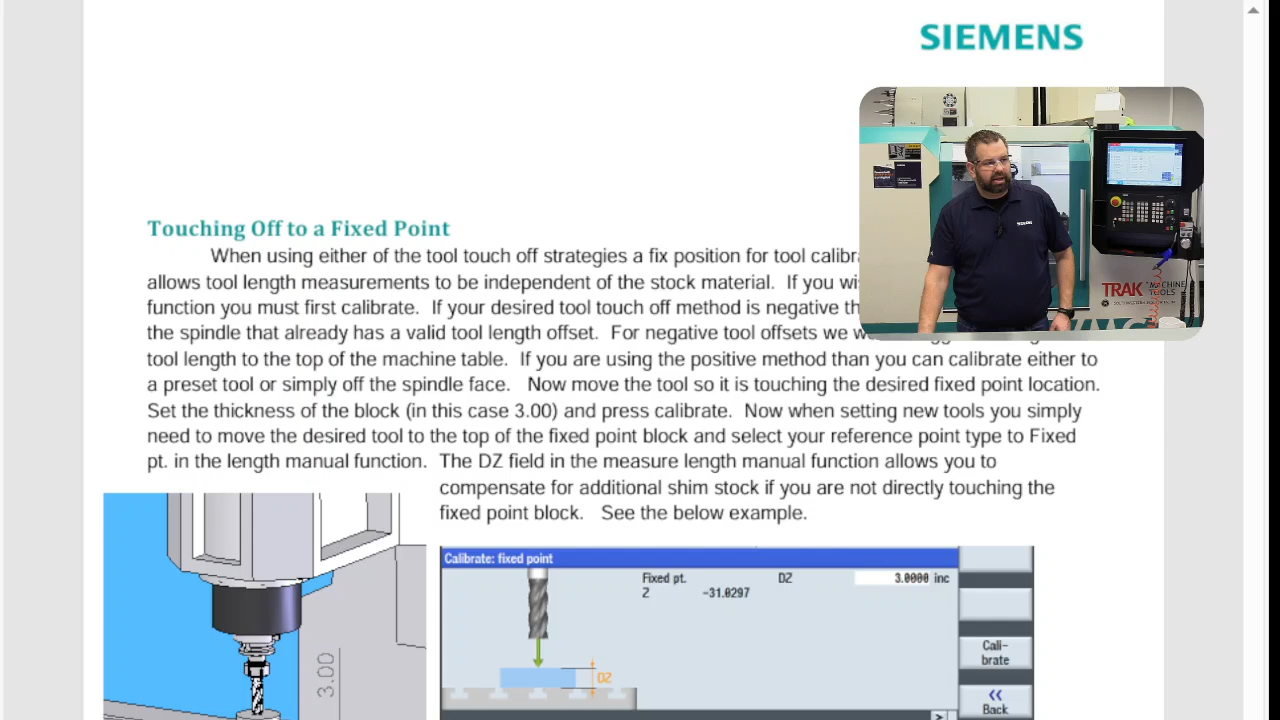 SIEMENS
Touching Off to a Fixed Point
When using either of the tool touch off strategies a fix position for tool calibr
allows tool length measurements to be independent of the stock material. If you wi
function you must first calibrate. If your desired tool touch off method is negative th
the spindle that already has a valid tool length offset. For negative tool offsets we w
tool length to the top of the machine table. If you are using the positive method than you can calibrate either to
a preset tool or simply off the spindle face. Now move the tool so it is touching the desired fixed point location.
Set the thickness of the block (in this case 3.00) and press calibrate. Now when setting new tools you simply
need to move the desired tool to the top of the fixed point block and select your reference point type to Fixed
pt. in the length manual function. The DZ field in the measure length manual function allows you to
compensate for additional shim stock if you are not directly touching the
fixed point block. See the below example.
Calibrate: fixed point
Fixed pt. DZ 3.0000 inc
Z -31.0297
DZ
Cali-
brate
«
Back
>
3.00
SIEMENS
TRAK MACHINE
TOOLS